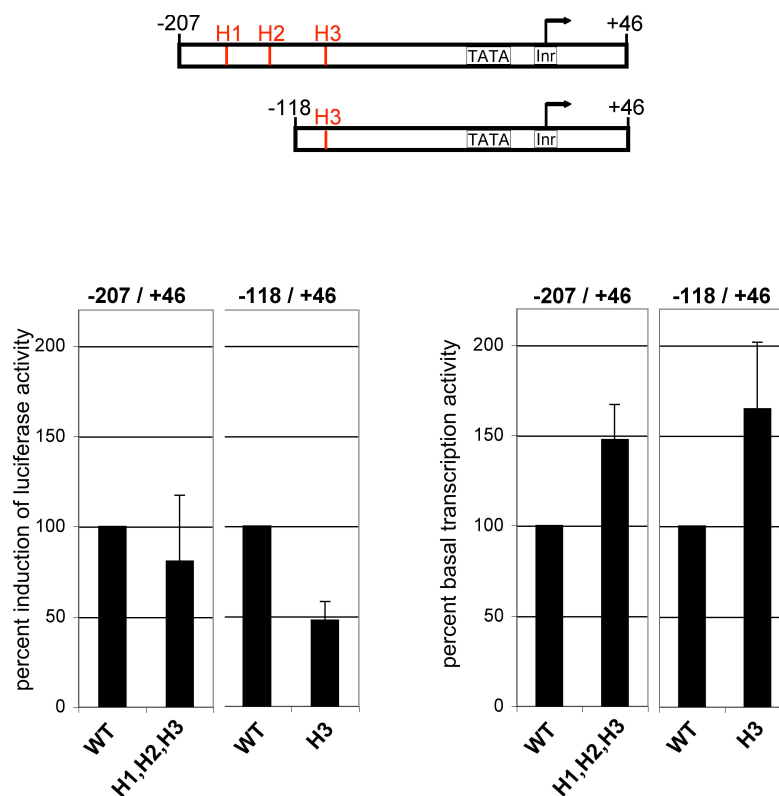 -207 +46
H1 H2 H3
TATA Inr
-118 +46
H3
TATA Inr
-207 / +46 -118 / +46
percent induction of luciferase activity
200
150
100
50
0
WT H1,H2,H3 WT H3
-207 / +46 -118 / +46
percent basal transcription activity
200
150
100
50
0
WT H1,H2,H3 WT H3